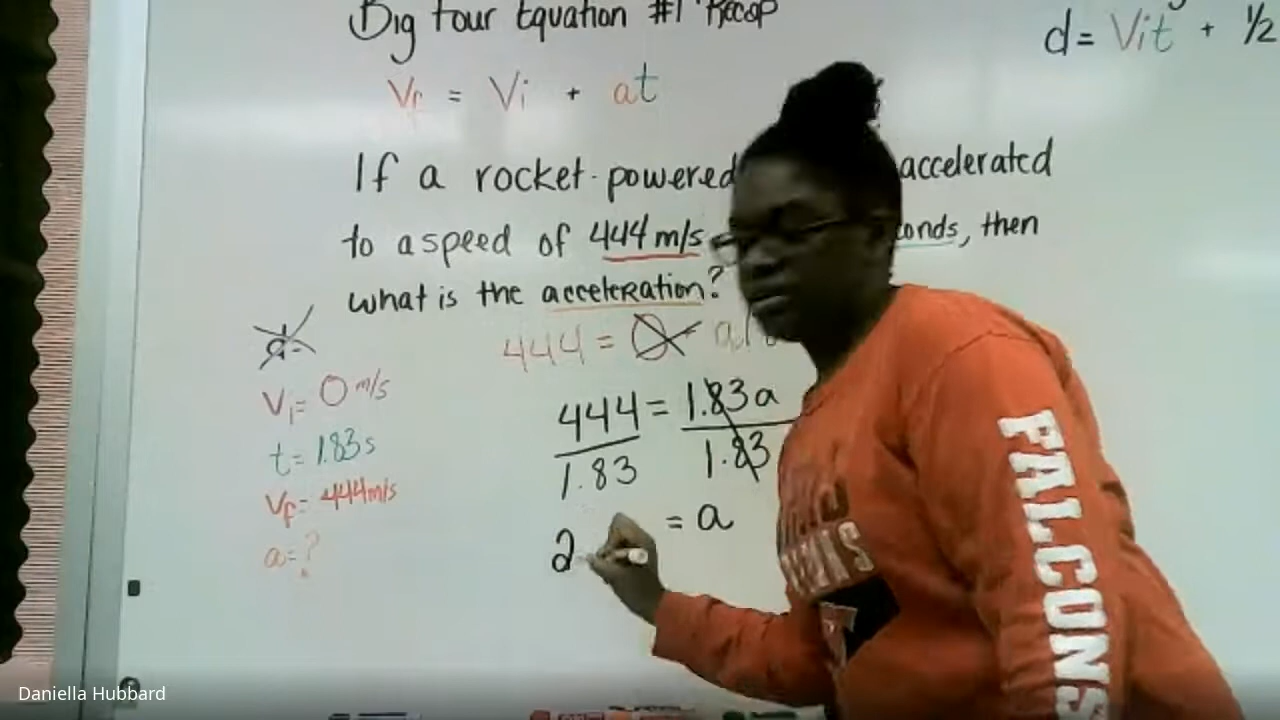 Big Four Equation #1 Recap
d = Vit + 1/2
Vf = Vi + at
If a rocket-powered accelerated
to a speed of 444 m/s conds, then
what is the acceleration?
d=
444 = 0
Vi = 0 m/s
444 = 1.83a
1.83 1.83
t = 1.83 s
Vf = 444 m/s
= a
a = ?
2
FALCONS
Daniella Hubbard